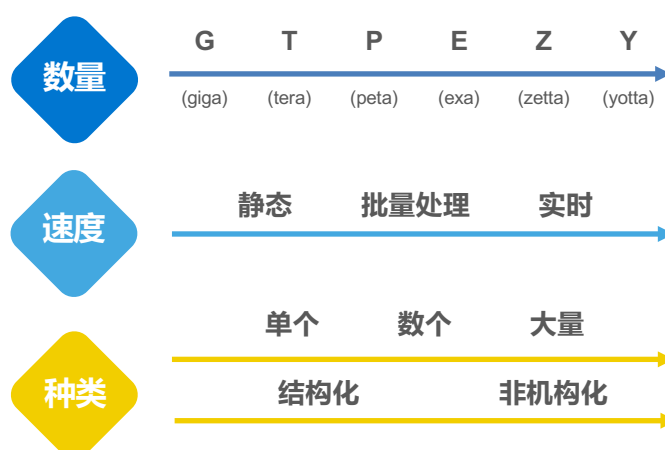 数量
G T P E Z Y
(giga) (tera) (peta) (exa) (zetta) (yotta)
速度
静态 批量处理 实时
种类
单个 数个 大量
结构化 非机构化